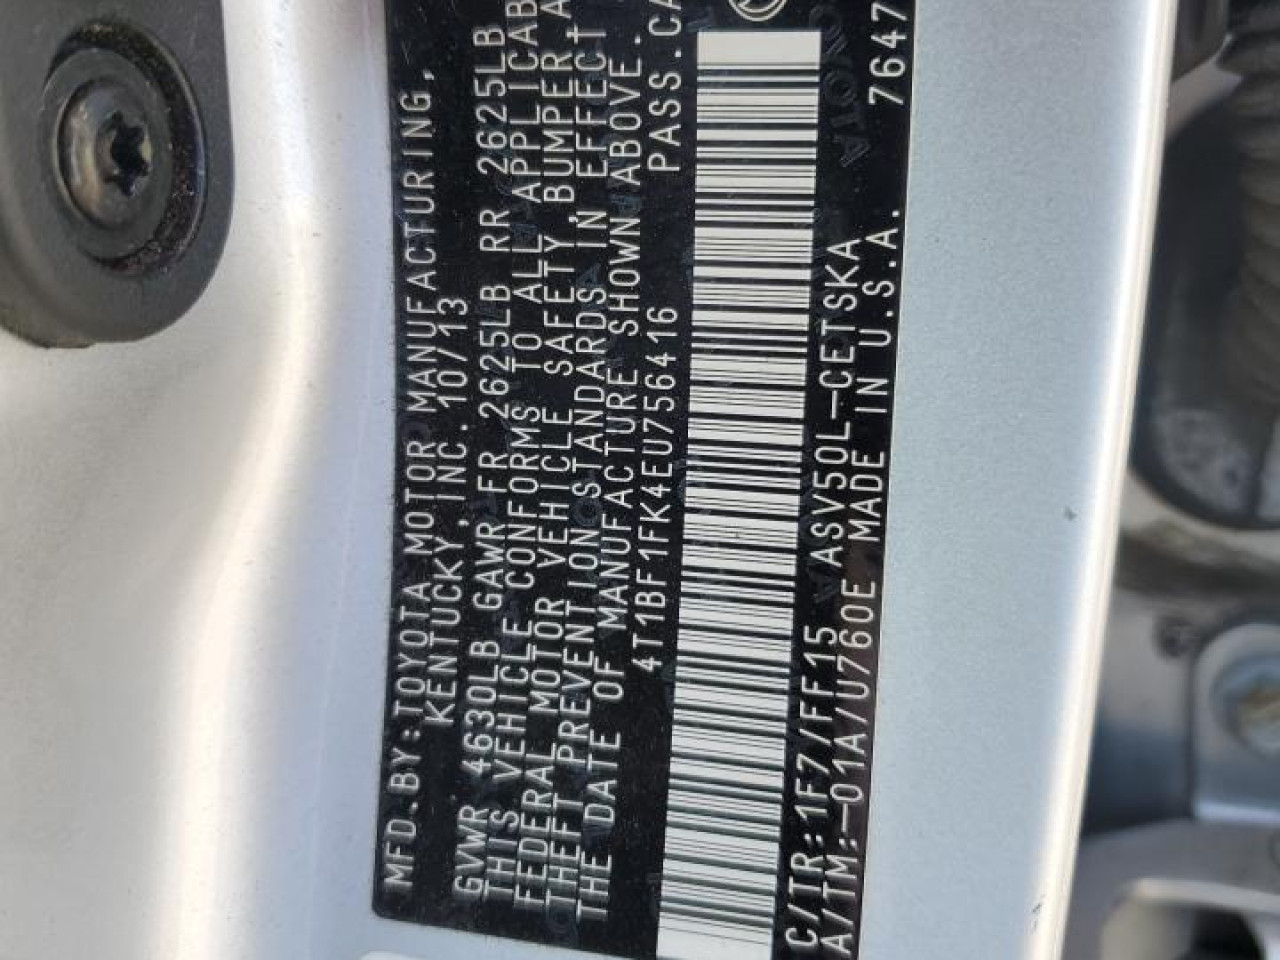 MFD.BY:TOYOTA MOTOR MANUFACTURING,
KENTUCKY,INC. 10/13
GVWR 4630LB GAWR FR 2625LB RR 2625LB
THIS VEHICLE CONFORMS TO ALL APPLICAB
FEDERAL MOTOR VEHICLE SAFETY,BUMPER A
THEFT PREVENTION STANDARDS IN EFFECT
THE DATE OF MANUFACTURE SHOWN ABOVE.
4T1BF1FK4EU756416 PASS.CA
C/TR:1F7/FF15 ASV50L-CETSKA
A/TM:-01A/U760E MADE IN U.S.A. 7647